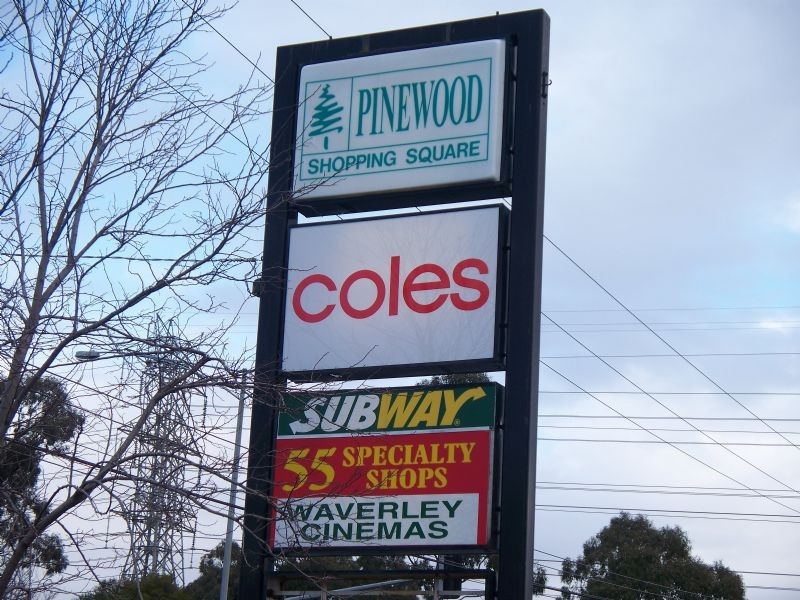 PINEWOOD
SHOPPING SQUARE
coles
SUBWAY
55 SPECIALTY
SHOPS
WAVERLEY
CINEMAS